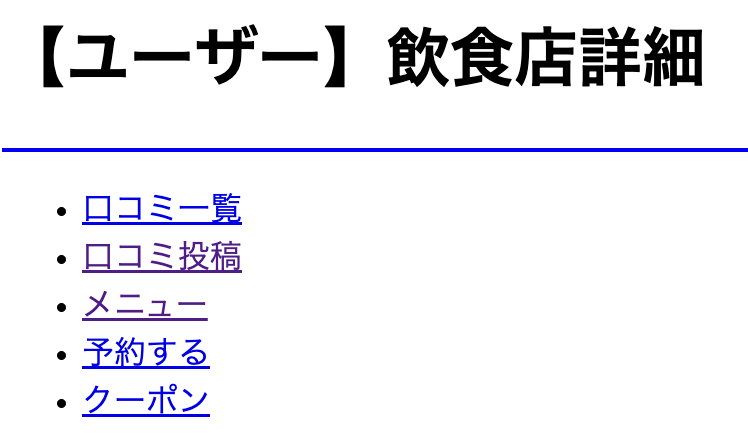 【ユーザー】飲食店詳細
口コミ一覧
口コミ投稿
メニュー
予約する
クーポン